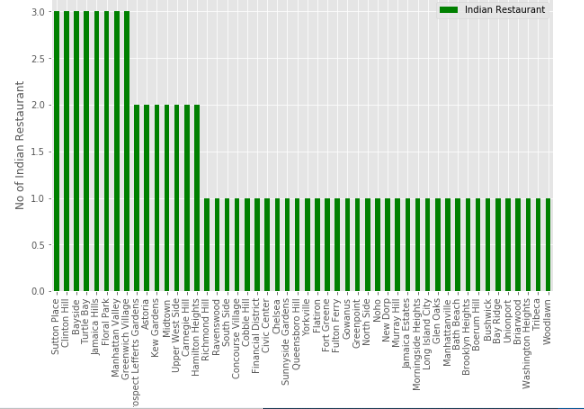 Indian Restaurant
No of Indian Restaurant
3.0
2.5
2.0
1.5
1.0
0.5
0.0
Sutton Place
Clinton Hill
Bayside
Turtle Bay
Jamaica Hills
Floral Park
Manhattan Valley
Greenwich Village
rospect Lefferts Gardens
Astoria
Kew Gardens
Midtown
Upper West Side
Carnegie Hill
Hamilton Heights
Richmond Hill
Ravenswood
South Side
Concourse Village
Cobble Hill
Financial District
Civic Center
Chelsea
Sunnyside Gardens
Queensboro Hill
Yorkville
Flatiron
Fort Greene
Fulton Ferry
Gowanus
Greenpoint
North Side
Noho
New Dorp
Murray Hill
Jamaica Estates
Morningside Heights
Long Island City
Glen Oaks
Manhattanville
Bath Beach
Brooklyn Heights
Boerum Hill
Bushwick
Bay Ridge
Unionport
Briarwood
Washington Heights
Tribeca
Woodlawn